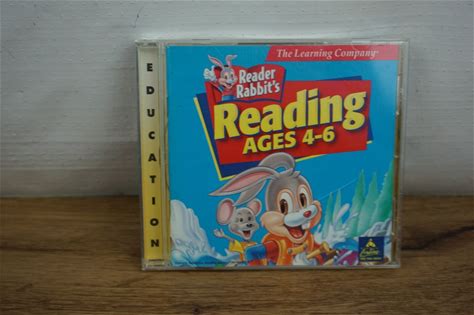 EDUCATION
The Learning Company®
Reader
Rabbit's
Reading
AGES 4-6